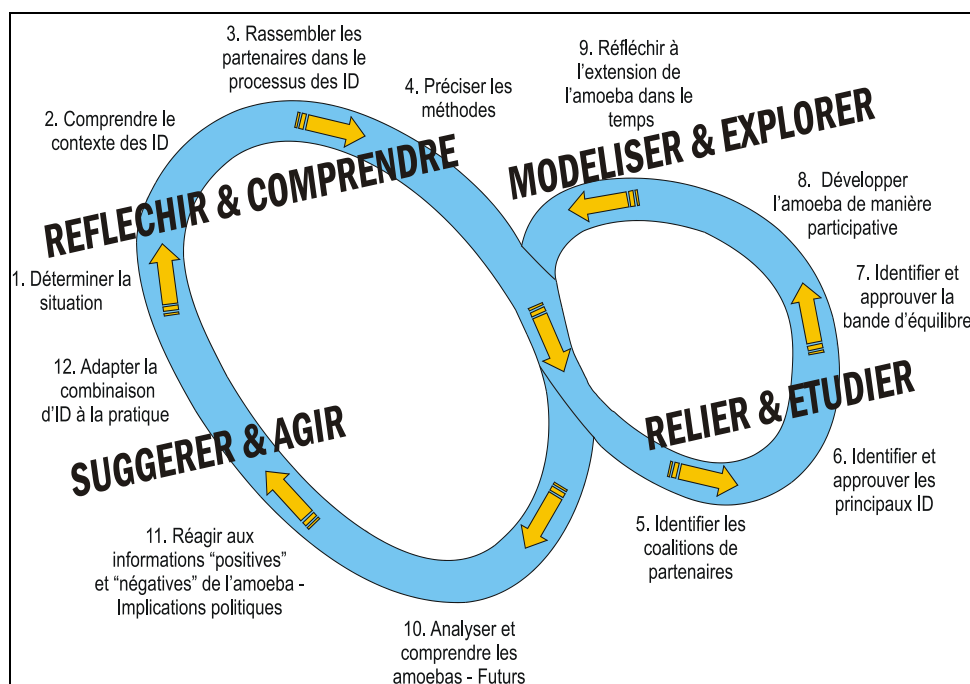 3. Rassembler les
partenaires dans le
processus des ID
4. Préciser les
méthodes
9. Réfléchir à
l'extension de
l'amoeba dans le
temps
2. Comprendre le
contexte des ID
REFLECHIR & COMPRENDRE
MODELISER & EXPLORER
8. Développer
l'amoeba de manière
participative
1. Déterminer la
situation
7. Identifier et
approuver la
bande d'équilibre
12. Adapter la
combinaison
d'ID à la pratique
SUGGERER & AGIR
RELIER & ETUDIER
6. Identifier et
approuver les
principaux ID
5. Identifier les
coalitions de
partenaires
11. Réagir aux
informations “positives”
et “négatives” de l'amoeba -
Implications politiques
10. Analyser et
comprendre les
amoebas - Futurs